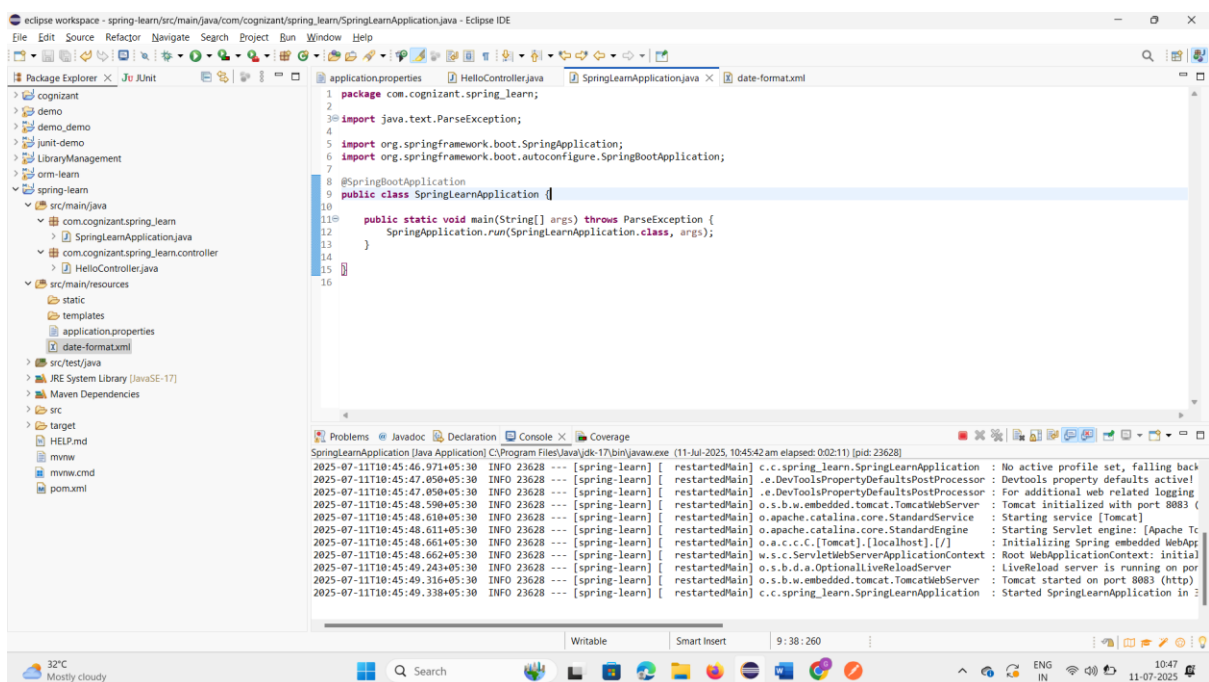 eclipse workspace - spring-learn/src/main/java/com/cognizant/spring_learn/SpringLearnApplication.java - Eclipse IDE
File Edit Source Refactor Navigate Search Project Run Window Help
Package Explorer JUnit
application.properties HelloController.java SpringLearnApplication.java date-format.xml
cognizant
demo
demo_demo
junit-demo
LibraryManagement
orm-learn
spring-learn
src/main/java
com.cognizant.spring_learn
SpringLearnApplication.java
com.cognizant.spring_learn.controller
HelloController.java
src/main/resources
static
templates
application.properties
date-format.xml
src/test/java
JRE System Library [JavaSE-17]
Maven Dependencies
src
target
HELP.md
mvnw
mvnw.cmd
pom.xml
1 package com.cognizant.spring_learn;
2
3 import java.text.ParseException;
4
5 import org.springframework.boot.SpringApplication;
6 import org.springframework.boot.autoconfigure.SpringBootApplication;
7
8 @SpringBootApplication
9 public class SpringLearnApplication {
10
11 public static void main(String[] args) throws ParseException {
12 SpringApplication.run(SpringLearnApplication.class, args);
13 }
14
15 }
16
Problems Javadoc Declaration Console Coverage
SpringLearnApplication [Java Application] C:\Program Files\Java\jdk-17\bin\javaw.exe (11-Jul-2025, 10:45:42 am elapsed: 0:02:11) [pid: 23628]
2025-07-11T10:45:46.971+05:30 INFO 23628 --- [spring-learn] [ restartedMain] c.c.spring_learn.SpringLearnApplication : No active profile set, falling back
2025-07-11T10:45:47.050+05:30 INFO 23628 --- [spring-learn] [ restartedMain] .e.DevToolsPropertyDefaultsPostProcessor : Devtools property defaults active!
2025-07-11T10:45:47.050+05:30 INFO 23628 --- [spring-learn] [ restartedMain] .e.DevToolsPropertyDefaultsPostProcessor : For additional web related logging
2025-07-11T10:45:48.590+05:30 INFO 23628 --- [spring-learn] [ restartedMain] o.s.b.w.embedded.tomcat.TomcatWebServer : Tomcat initialized with port 8083 (
2025-07-11T10:45:48.610+05:30 INFO 23628 --- [spring-learn] [ restartedMain] o.apache.catalina.core.StandardService : Starting service [Tomcat]
2025-07-11T10:45:48.611+05:30 INFO 23628 --- [spring-learn] [ restartedMain] o.apache.catalina.core.StandardEngine : Starting Servlet engine: [Apache Tc
2025-07-11T10:45:48.661+05:30 INFO 23628 --- [spring-learn] [ restartedMain] o.a.c.c.C.[Tomcat].[localhost].[/] : Initializing Spring embedded WebApp
2025-07-11T10:45:48.662+05:30 INFO 23628 --- [spring-learn] [ restartedMain] w.s.c.ServletWebServerApplicationContext : Root WebApplicationContext: initial
2025-07-11T10:45:49.243+05:30 INFO 23628 --- [spring-learn] [ restartedMain] o.s.b.d.a.OptionalLiveReloadServer : LiveReload server is running on por
2025-07-11T10:45:49.316+05:30 INFO 23628 --- [spring-learn] [ restartedMain] o.s.b.w.embedded.tomcat.TomcatWebServer : Tomcat started on port 8083 (http)
2025-07-11T10:45:49.338+05:30 INFO 23628 --- [spring-learn] [ restartedMain] c.c.spring_learn.SpringLearnApplication : Started SpringLearnApplication in 3
Writable Smart Insert 9 : 38 : 260
32°C
Mostly cloudy
Search
ENG
IN
10:47
11-07-2025